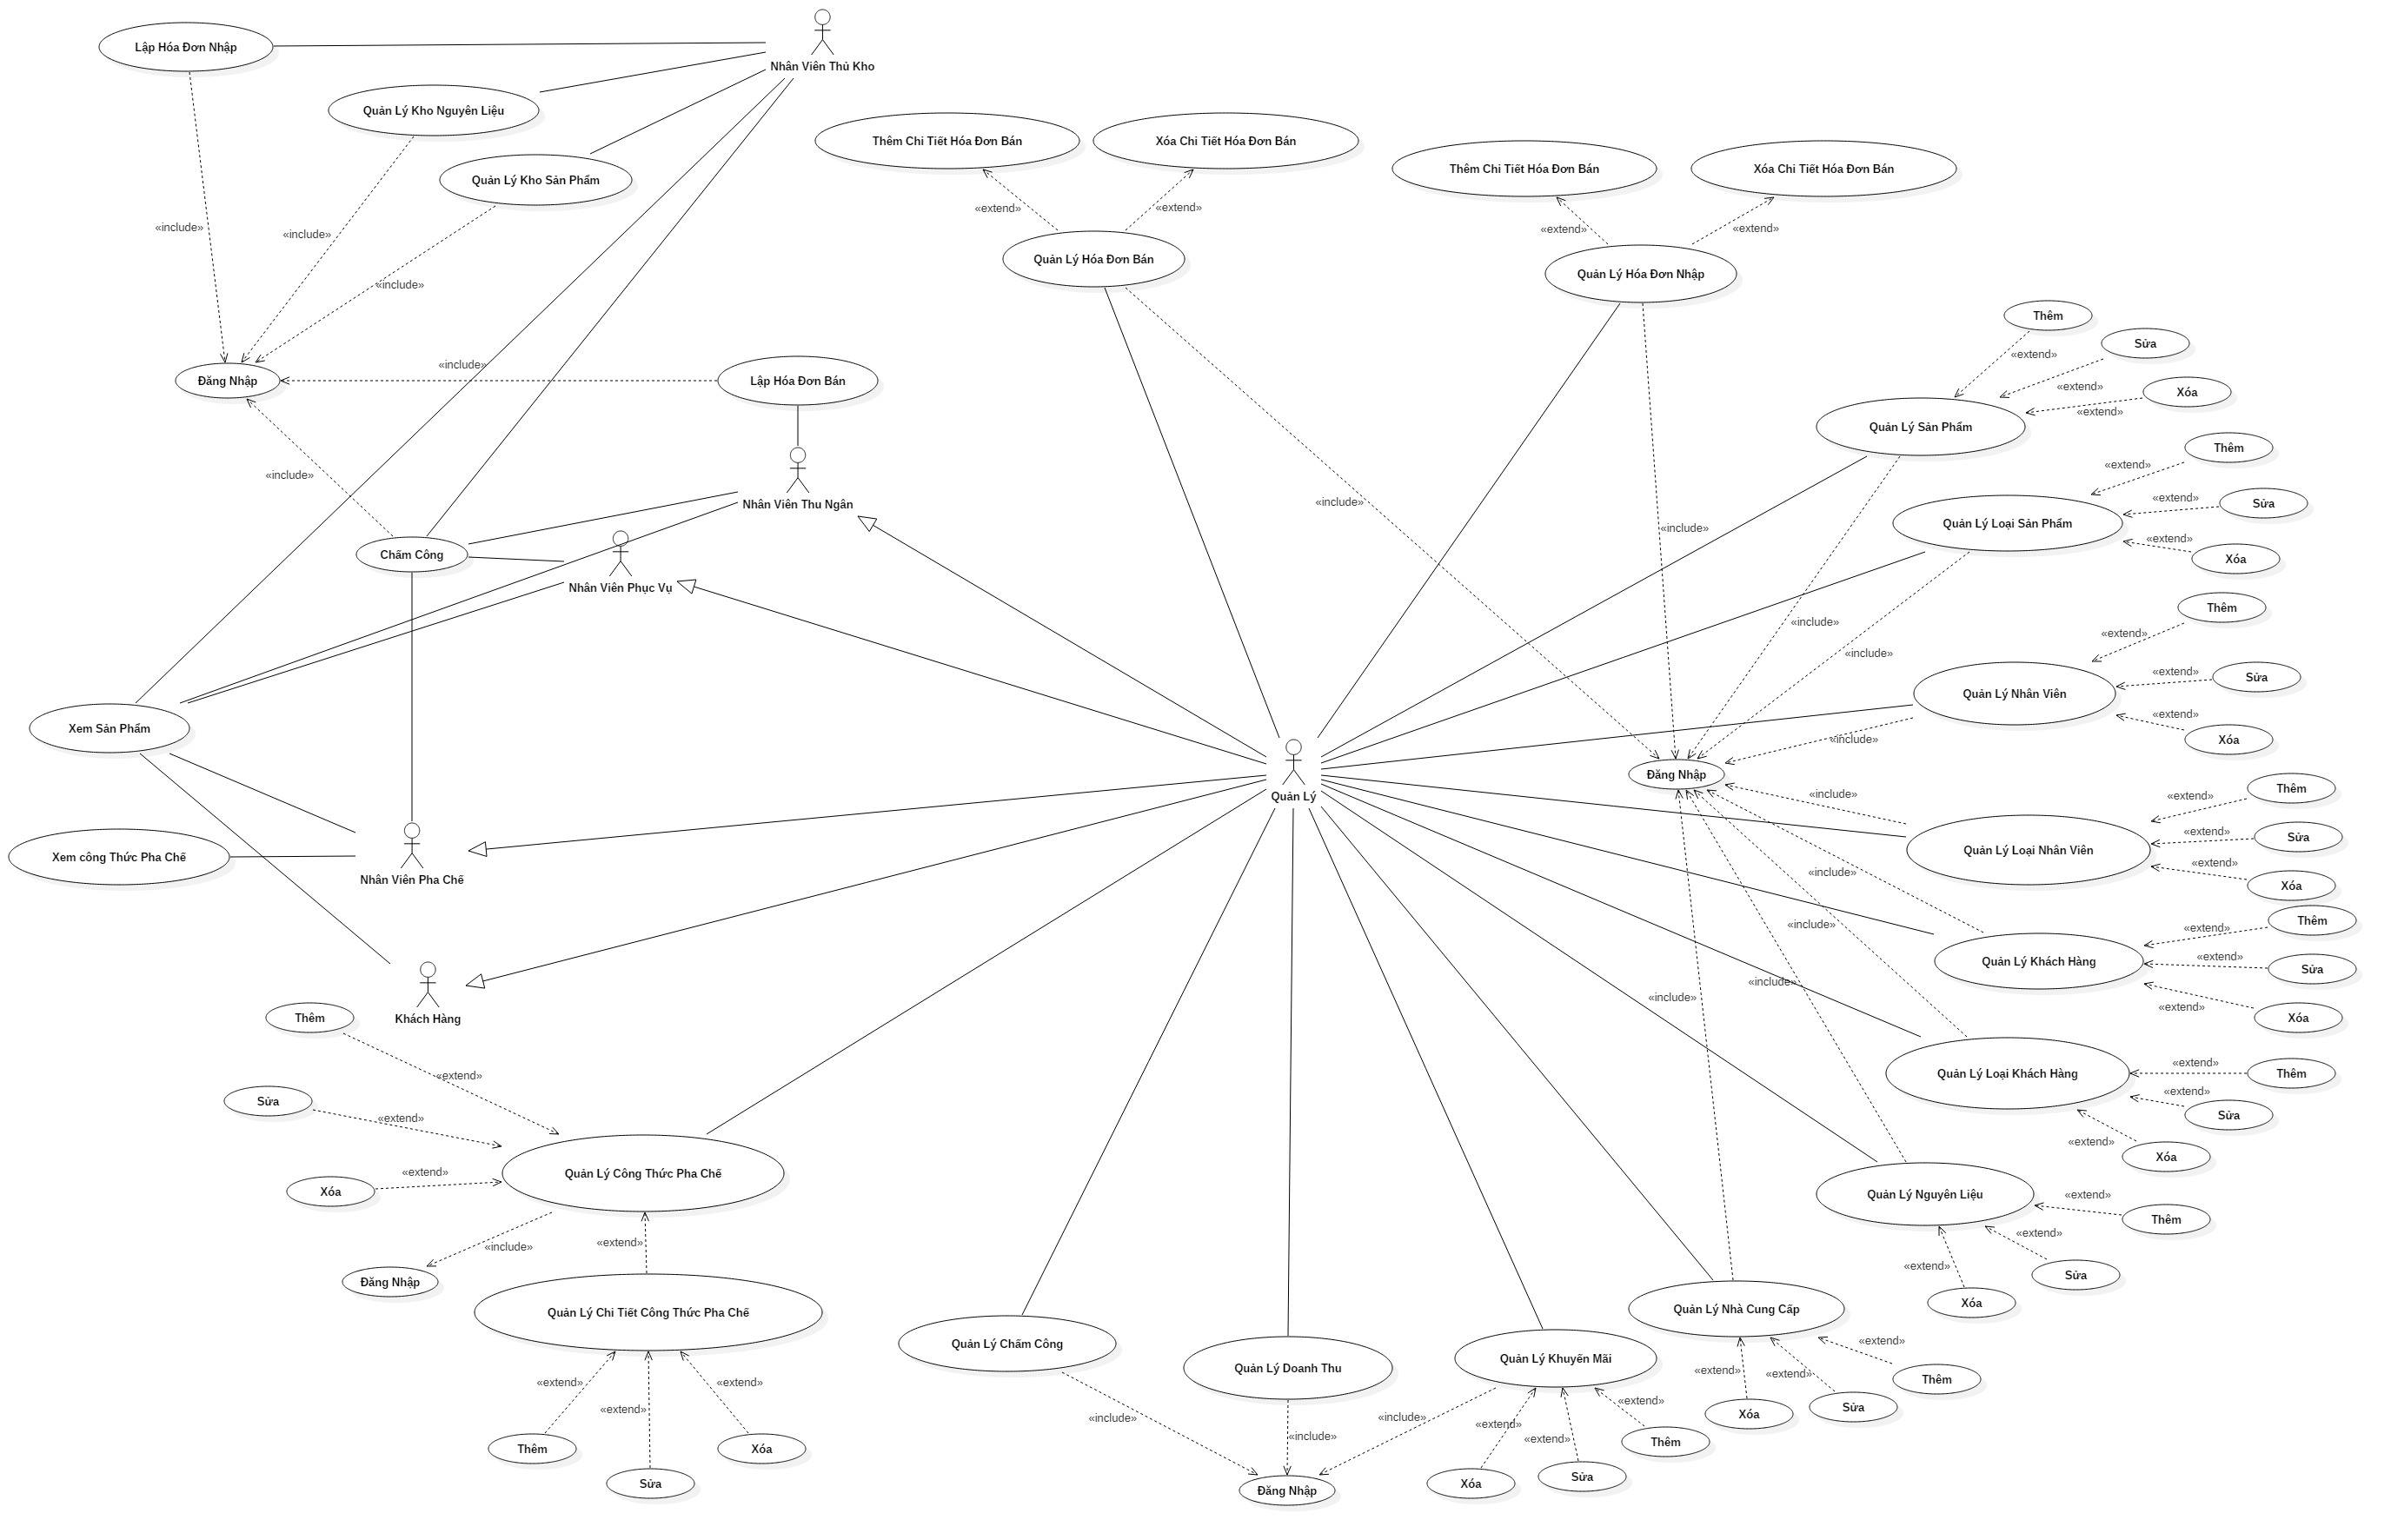 Lập Hóa Đơn Nhập
Nhân Viên Thủ Kho
Quản Lý Kho Nguyên Liệu
Quản Lý Kho Sản Phẩm
«include»
«include»
«include»
Đăng Nhập
«include»
Lập Hóa Đơn Bán
«include»
Nhân Viên Thu Ngân
Chấm Công
Nhân Viên Phục Vụ
Xem Sản Phẩm
Xem công Thức Pha Chế
Nhân Viên Pha Chế
Khách Hàng
Thêm Chi Tiết Hóa Đơn Bán
Xóa Chi Tiết Hóa Đơn Bán
«extend»
«extend»
Quản Lý Hóa Đơn Bán
«include»
Thêm Chi Tiết Hóa Đơn Bán
Xóa Chi Tiết Hóa Đơn Bán
«extend»
«extend»
Quản Lý Hóa Đơn Nhập
«include»
Thêm
«extend»
Sửa
«extend»
Xóa
«extend»
Quản Lý Sản Phẩm
«include»
Thêm
«extend»
Sửa
«extend»
Xóa
«extend»
Quản Lý Loại Sản Phẩm
«include»
Thêm
«extend»
Sửa
«extend»
Xóa
«extend»
Quản Lý Nhân Viên
«include»
Đăng Nhập
Quản Lý
«include»
Thêm
«extend»
Sửa
«extend»
Xóa
«extend»
Quản Lý Loại Nhân Viên
«include»
Thêm
«extend»
Sửa
«extend»
Xóa
«extend»
Quản Lý Khách Hàng
«include»
Thêm
«extend»
Sửa
«extend»
Xóa
«extend»
Quản Lý Loại Khách Hàng
«include»
«include»
Quản Lý Nguyên Liệu
Thêm
«extend»
Sửa
«extend»
Xóa
«extend»
Quản Lý Nhà Cung Cấp
Thêm
«extend»
Sửa
«extend»
Xóa
«extend»
Thêm
«extend»
Sửa
«extend»
Xóa
«extend»
Quản Lý Công Thức Pha Chế
«include»
«extend»
Đăng Nhập
Quản Lý Chi Tiết Công Thức Pha Chế
«extend»
«extend»
«extend»
Thêm
Sửa
Xóa
Quản Lý Chấm Công
Quản Lý Doanh Thu
Quản Lý Khuyến Mãi
«include»
«include»
«include»
Đăng Nhập
«extend»
«extend»
«extend»
Xóa
Sửa
Thêm